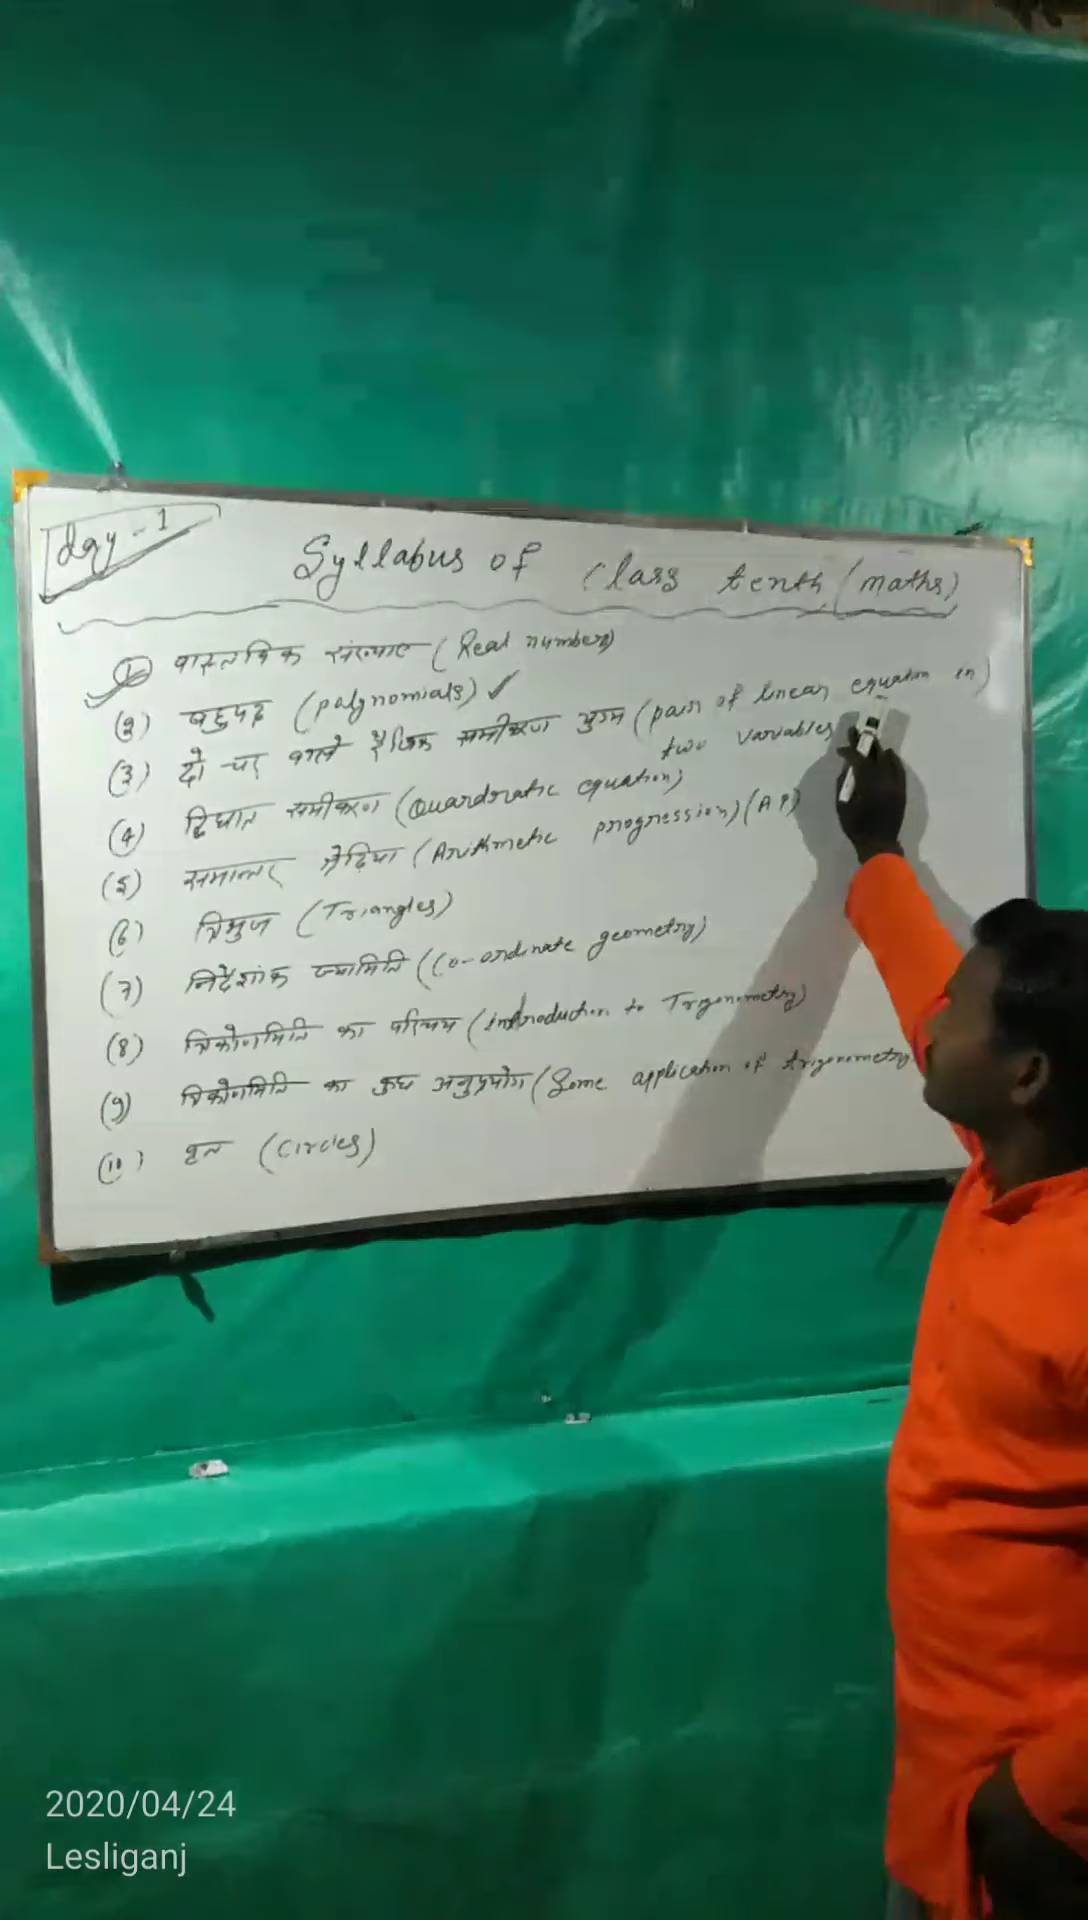 Day-1
Syllabus of Class tenth (maths)
(1) वास्तविक संख्याए (Real numbers)
(2) बहुपद (polynomials) ✓
(3) दो चर वाले रैखिक समीकरण युग्म (pair of linear equation in)
two variables
(4) द्विघात समीकरण (Quardratic equation)
(5) समान्तर श्रेढ़िया (Arithmetic progression) (A P)
(6) त्रिभुज (Triangles)
(7) निर्देशांक ज्यामिति (Co-ordinate geometry)
(8) त्रिकोणमिति का परिचय (introduction to Trigonometry)
(9) त्रिकोणमिति का कुछ अनुप्रयोग (Some application of trigonometry
(10) वृत (Circles)
2020/04/24
Lesliganj